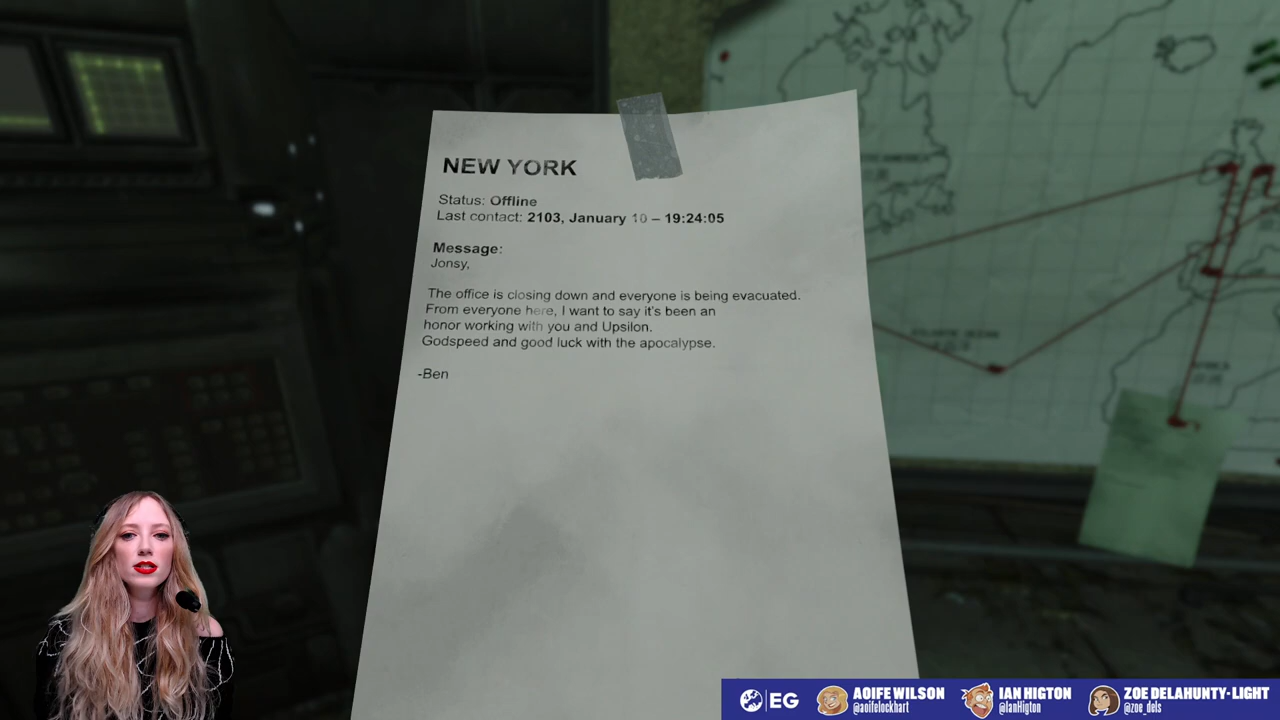 NEW YORK
Status: Offline
Last contact: 2103, January 10 – 19:24:05
Message:
Jonsy,
The office is closing down and everyone is being evacuated.
From everyone here, I want to say it's been an
honor working with you and Upsilon.
Godspeed and good luck with the apocalypse.
-Ben
ATLANTIC OCEAN
EG
AOIFE WILSON
@aoifelockhart
IAN HIGTON
@IanHigton
ZOE DELAHUNTY-LIGHT
@zoe_dels